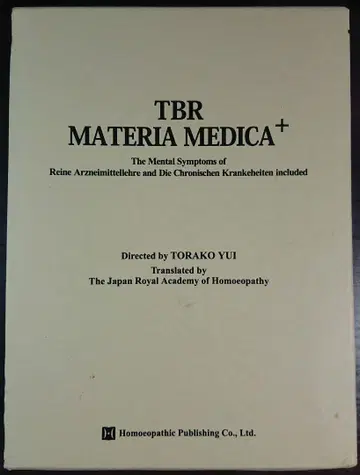 TBR
MATERIA MEDICA+
The Mental Symptoms of
Reine Arzneimittellehre and Die Chronischen Krankeheiten included
Directed by TORAKO YUI
Translated by
The Japan Royal Academy of Homoeopathy
Homoeopathic Publishing Co., Ltd.